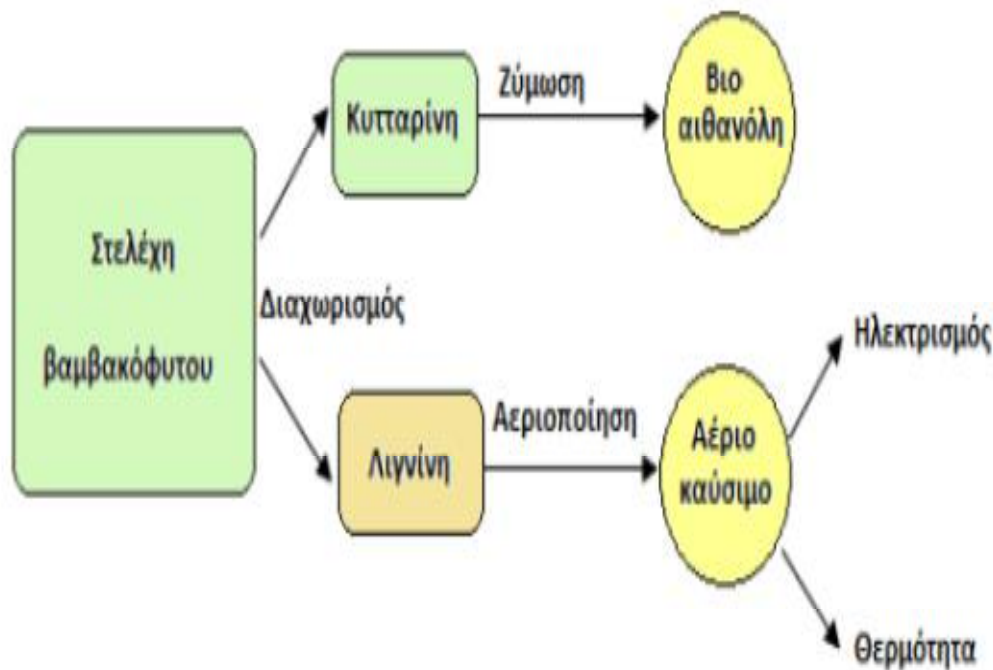 Στελέχη
βαμβακόφυτου
Διαχωρισμός
Κυτταρίνη
Ζύμωση
Βιο
αιθανόλη
Λιγνίνη
Αεριοποίηση
Αέριο
καύσιμο
Ηλεκτρισμός
Θερμότητα